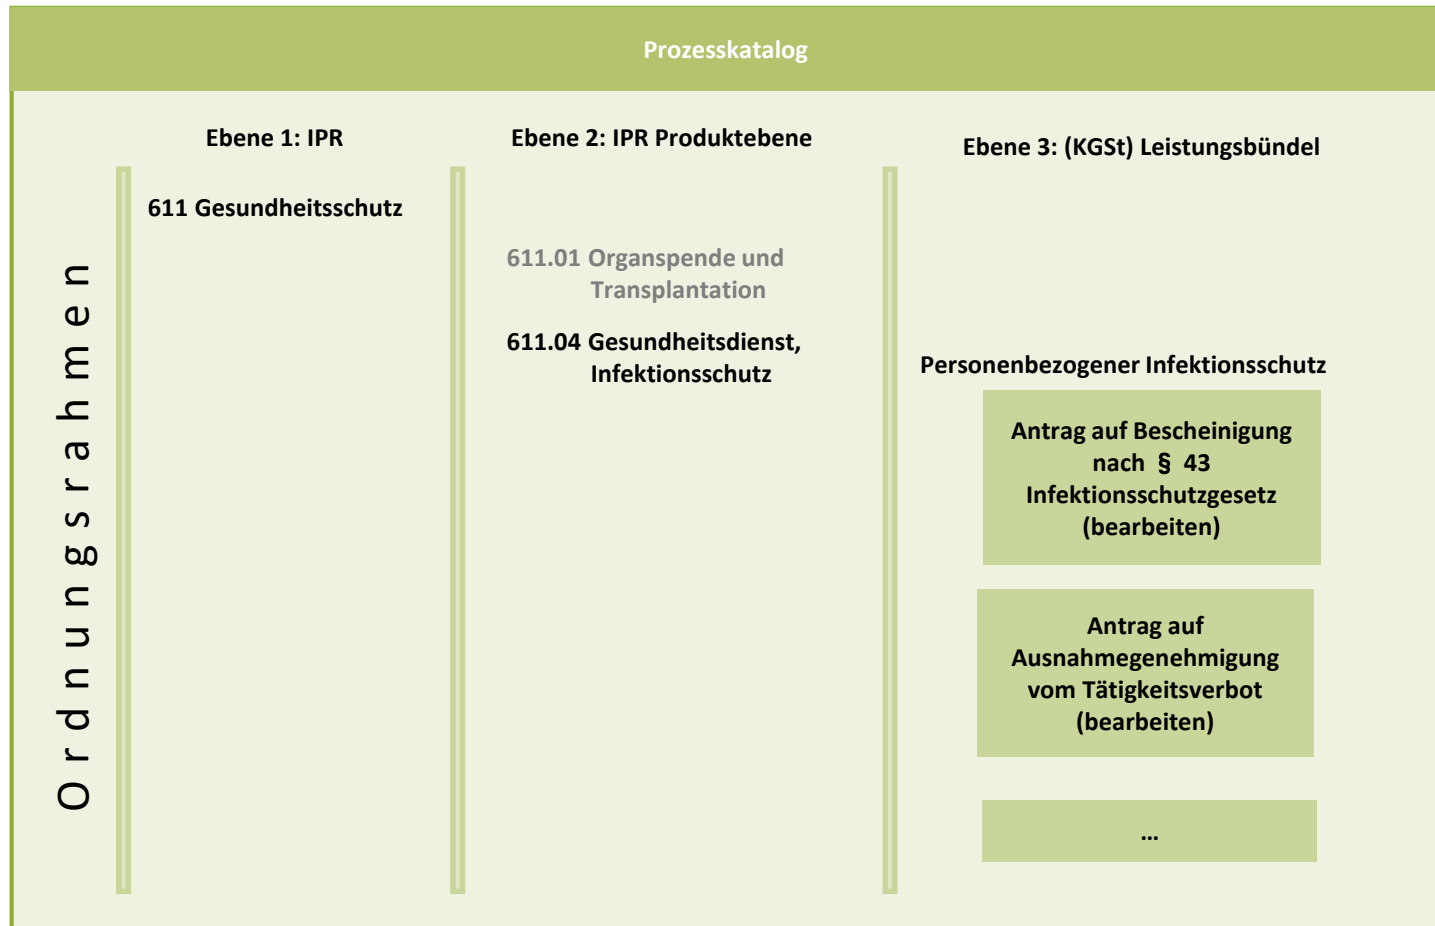 Prozesskatalog
Ordnungsrahmen
Ebene 1: IPR
611 Gesundheitsschutz
Ebene 2: IPR Produktebene
611.01 Organspende und
Transplantation
611.04 Gesundheitsdienst,
Infektionsschutz
Ebene 3: (KGSt) Leistungsbündel
Personenbezogener Infektionsschutz
Antrag auf Bescheinigung
nach § 43
Infektionsschutzgesetz
(bearbeiten)
Antrag auf
Ausnahmegenehmigung
vom Tätigkeitsverbot
(bearbeiten)
…